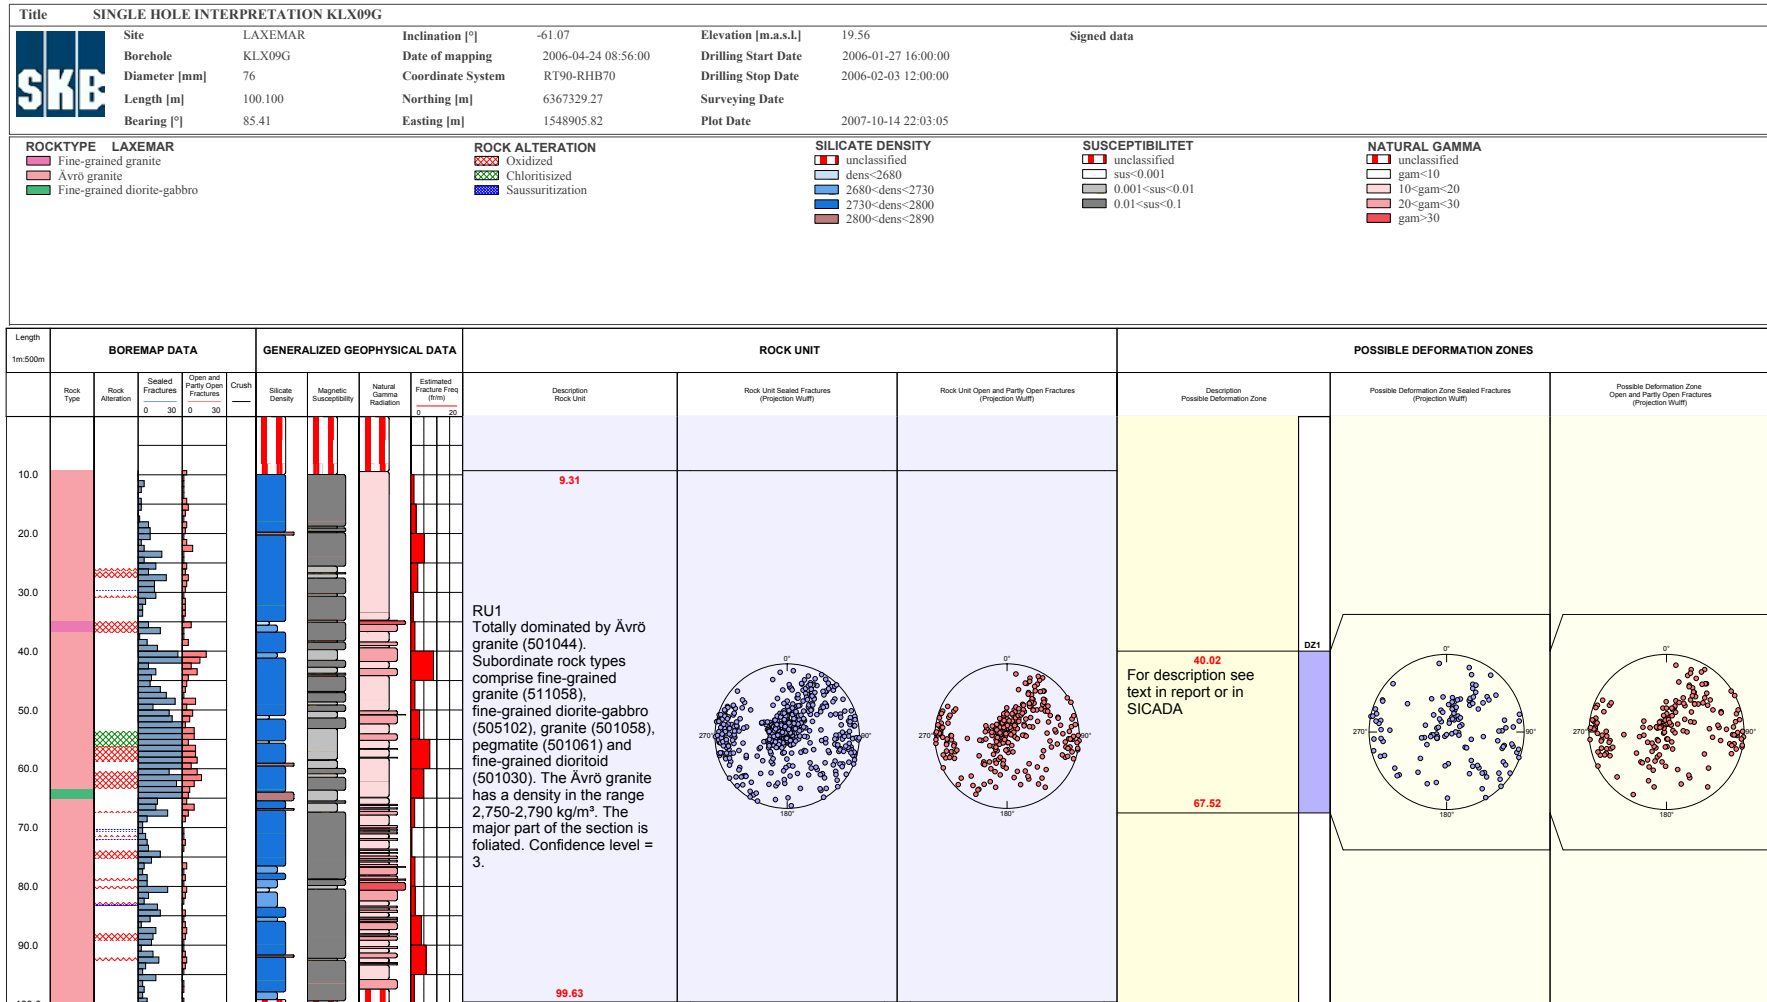 Title SINGLE HOLE INTERPRETATION KLX09G
SKB
Site LAXEMAR Inclination [°] -61.07 Elevation [m.a.s.l.] 19.56 Signed data
Borehole KLX09G Date of mapping 2006-04-24 08:56:00 Drilling Start Date 2006-01-27 16:00:00
Diameter [mm] 76 Coordinate System RT90-RHB70 Drilling Stop Date 2006-02-03 12:00:00
Length [m] 100.100 Northing [m] 6367329.27 Surveying Date
Bearing [°] 85.41 Easting [m] 1548905.82 Plot Date 2007-10-14 22:03:05
ROCKTYPE LAXEMAR
Fine-grained granite
Ävrö granite
Fine-grained diorite-gabbro
ROCK ALTERATION
Oxidized
Chloritisized
Saussuritization
SILICATE DENSITY
unclassified
dens<2680
2680<dens<2730
2730<dens<2800
2800<dens<2890
SUSCEPTIBILITET
unclassified
sus<0.001
0.001<sus<0.01
0.01<sus<0.1
NATURAL GAMMA
unclassified
gam<10
10<gam<20
20<gam<30
gam>30
Length
1m:500m
BOREMAP DATA
GENERALIZED GEOPHYSICAL DATA
ROCK UNIT
POSSIBLE DEFORMATION ZONES
Rock
Type
Rock
Alteration
Sealed
Fractures
0 30
Open and
Partly Open
Fractures
0 30
Crush
Silicate
Density
Magnetic
Susceptibility
Natural
Gamma
Radiation
Estimated
Fracture Freq
(fr/m)
0 20
Description
Rock Unit
Rock Unit Sealed Fractures
(Projection Wulff)
Rock Unit Open and Partly Open Fractures
(Projection Wulff)
Description
Possible Deformation Zone
Possible Deformation Zone Sealed Fractures
(Projection Wulff)
Possible Deformation Zone
Open and Partly Open Fractures
(Projection Wulff)
10.0
20.0
30.0
40.0
50.0
60.0
70.0
80.0
90.0
9.31
RU1
Totally dominated by Ävrö
granite (501044).
Subordinate rock types
comprise fine-grained
granite (511058),
fine-grained diorite-gabbro
(505102), granite (501058),
pegmatite (501061) and
fine-grained dioritoid
(501030). The Ävrö granite
has a density in the range
2,750-2,790 kg/m³. The
major part of the section is
foliated. Confidence level =
3.
99.63
0°
270°
90°
180°
0°
270°
90°
180°
DZ1
40.02
For description see
text in report or in
SICADA
67.52
0°
270°
90°
180°
0°
270°
90°
180°